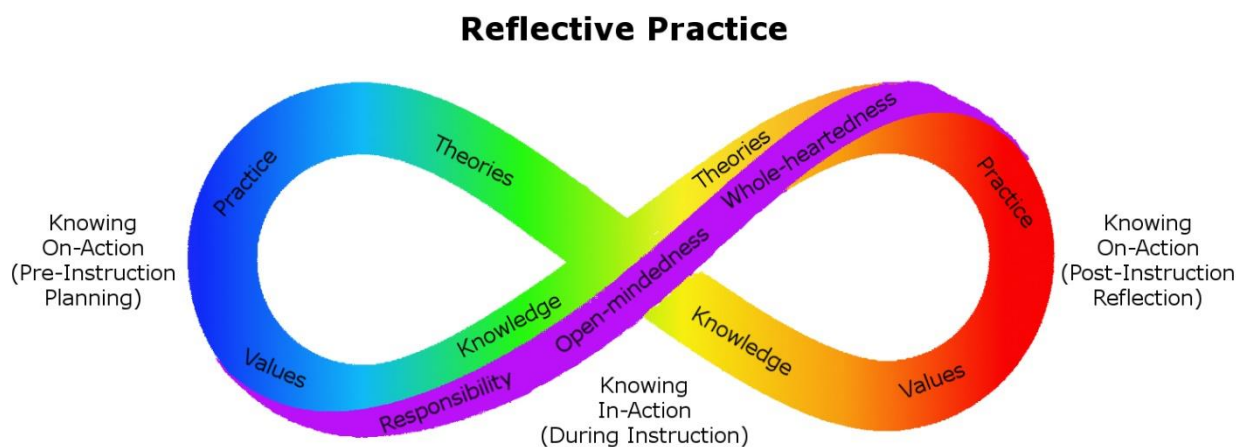 Reflective Practice
Practice
Theories
Values
Knowledge
Knowing
On-Action
(Pre-Instruction
Planning)
Responsibility
Open-mindedness
Whole-heartedness
Knowing
In-Action
(During Instruction)
Theories
Practice
Knowledge
Values
Knowing
On-Action
(Post-Instruction
Reflection)